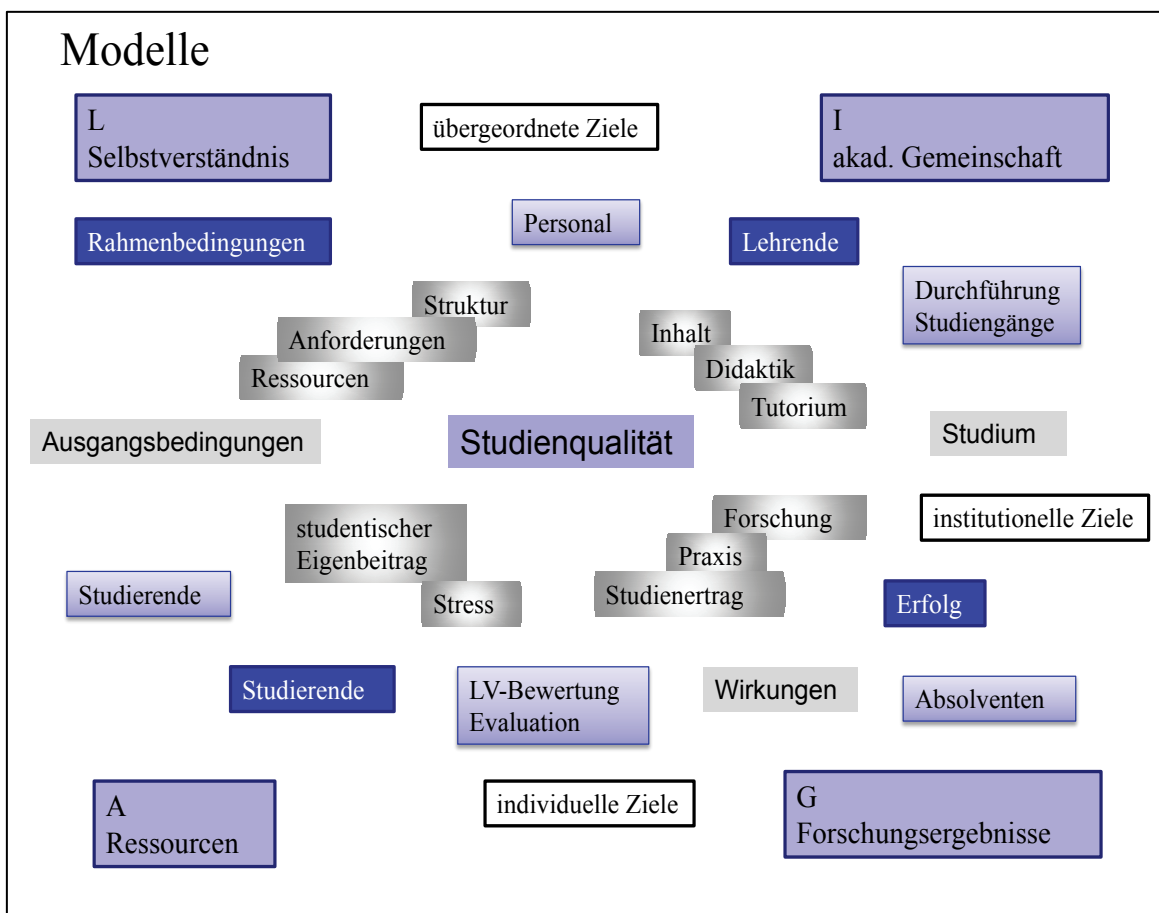 Modelle
L
Selbstverständnis
übergeordnete Ziele
I
akad. Gemeinschaft
Rahmenbedingungen
Personal
Lehrende
Durchführung
Studiengänge
Struktur
Anforderungen
Ressourcen
Inhalt
Didaktik
Tutorium
Ausgangsbedingungen
Studienqualität
Studium
studentischer
Eigenbeitrag
Stress
Forschung
Praxis
Studienertrag
institutionelle Ziele
Studierende
Erfolg
Studierende
LV-Bewertung
Evaluation
Wirkungen
Absolventen
A
Ressourcen
individuelle Ziele
G
Forschungsergebnisse